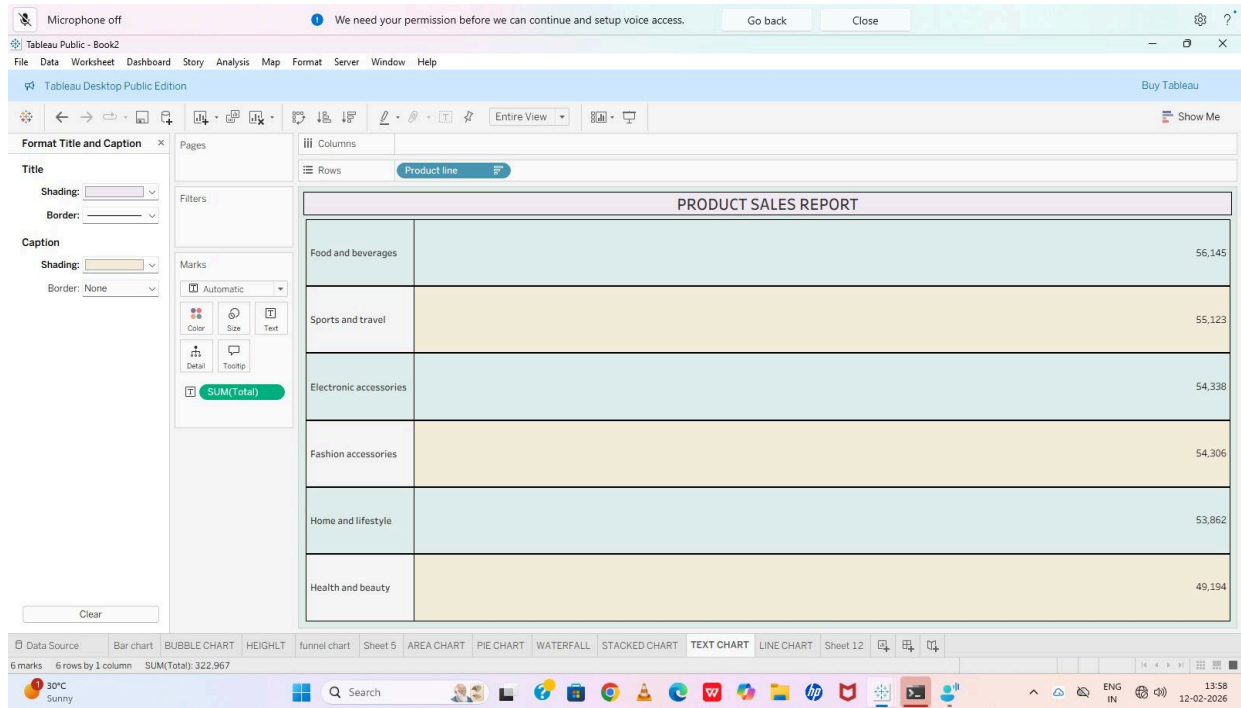 Microphone off
We need your permission before we can continue and setup voice access.
Go back
Close
?
Tableau Public - Book2
File Data Worksheet Dashboard Story Analysis Map Format Server Window Help
Tableau Desktop Public Edition
Buy Tableau
Entire View
Show Me
Format Title and Caption
Title
Shading:
Border:
Caption
Shading:
Border: None
Clear
Pages
Filters
Marks
Automatic
Color Size Text
Detail Tooltip
SUM(Total)
Columns
Rows Product line
PRODUCT SALES REPORT
Food and beverages 56,145
Sports and travel 55,123
Electronic accessories 54,338
Fashion accessories 54,306
Home and lifestyle 53,862
Health and beauty 49,194
Data Source Bar chart BUBBLE CHART HEIGHLT funnel chart Sheet 5 AREA CHART PIE CHART WATERFALL STACKED CHART TEXT CHART LINE CHART Sheet 12
6 marks 6 rows by 1 column SUM(Total): 322,967
1
30°C
Sunny
Search
W
hp
ENG
IN
13:58
12-02-2026